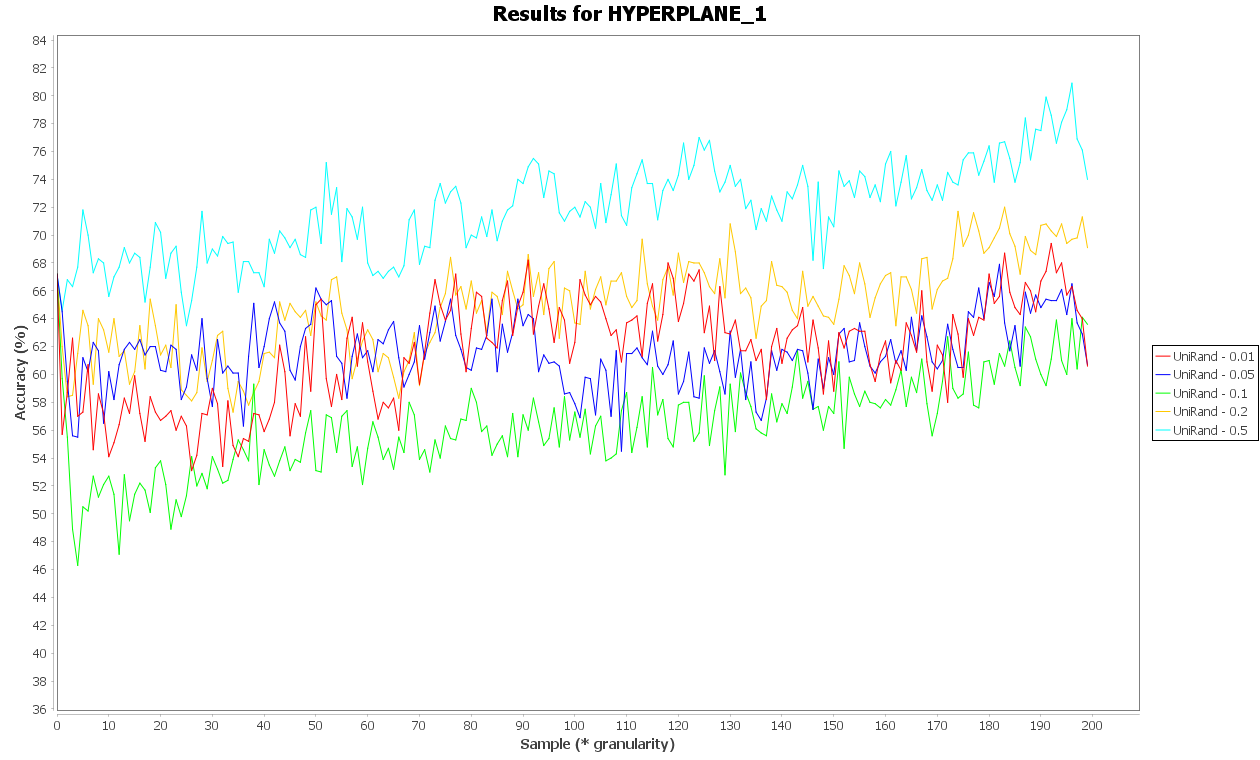 Results for HYPERPLANE_1
84
82
80
78
76
74
72
70
68
66
64
62
60
58
56
54
52
50
48
46
44
42
40
38
36
Accuracy (%)
0 10 20 30 40 50 60 70 80 90 100 110 120 130 140 150 160 170 180 190 200
Sample (* granularity)
UniRand - 0.01
UniRand - 0.05
UniRand - 0.1
UniRand - 0.2
UniRand - 0.5